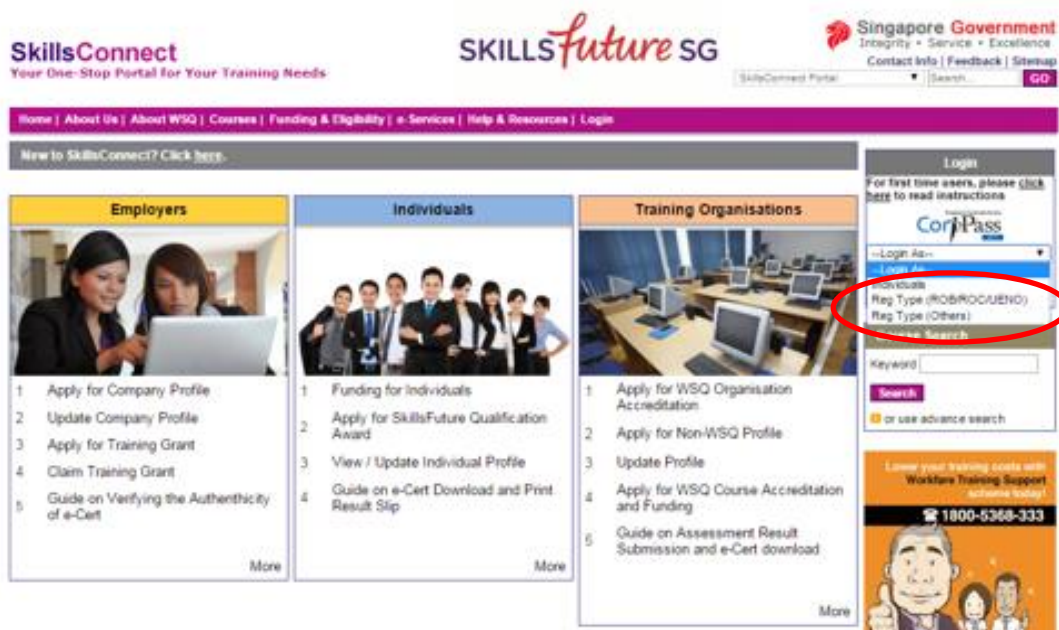 SkillsConnect
Your One-Stop Portal for Your Training Needs
SKILLS future SG
Singapore Government
Integrity • Service • Excellence
Contact Info | Feedback | Sitemap
SkillsConnect Portal
Search...
GO
Home | About Us | About WSQ | Courses | Funding & Eligibility | e-Services | Help & Resources | Login
New to SkillsConnect? Click here.
Employers
1 Apply for Company Profile
2 Update Company Profile
3 Apply for Training Grant
4 Claim Training Grant
5 Guide on Verifying the Authenthicity
of e-Cert
More
Individuals
1 Funding for Individuals
2 Apply for SkillsFuture Qualification
Award
3 View / Update Individual Profile
4 Guide on e-Cert Download and Print
Result Slip
More
Training Organisations
1 Apply for WSQ Organisation
Accreditation
2 Apply for Non-WSQ Profile
3 Update Profile
4 Apply for WSQ Course Accreditation
and Funding
5 Guide on Assessment Result
Submission and e-Cert download
More
Login
For first time users, please click
here to read instructions
CorpPass
--Login As--
--Login As--
Individuals
Reg Type (ROB/ROC/UENO)
Reg Type (Others)
Search
Keyword
Search
or use advance search
Lower your training costs with
Workfare Training Support
scheme today!
1800-5368-333